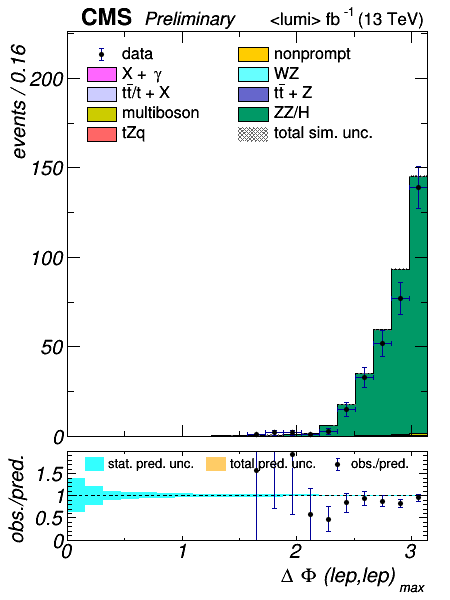 CMS Preliminary <lumi> fb⁻¹ (13 TeV)
events / 0.16
200
150
100
50
0
data
nonprompt
X + γ
WZ
tt̄/t + X
tt̄ + Z
multiboson
ZZ/H
tZq
total sim. unc.
obs./pred.
1.5
1
0.5
0
stat. pred. unc.
total pred. unc.
obs./pred.
0 1 2 3
Δ Φ (lep,lep) max